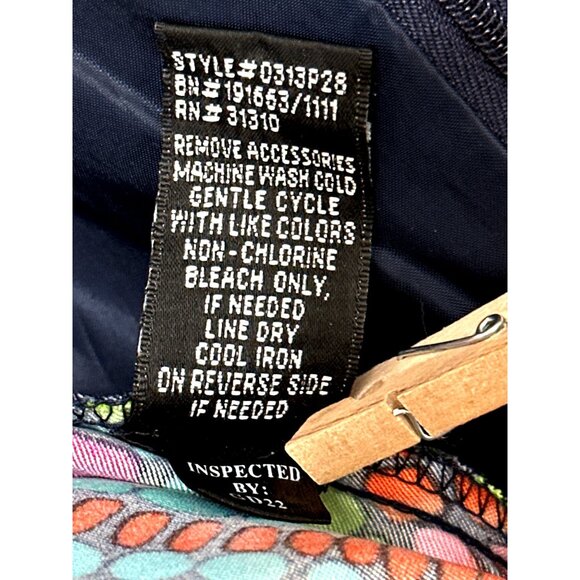 STYLE#0313P28
BN#191663/1111
RN#31310
REMOVE ACCESSORIES
MACHINE WASH COLD
GENTLE CYCLE
WITH LIKE COLORS
NON-CHLORINE
BLEACH ONLY,
IF NEEDED
LINE DRY
COOL IRON
ON REVERSE SIDE
IF NEEDED
INSPECTED
BY: